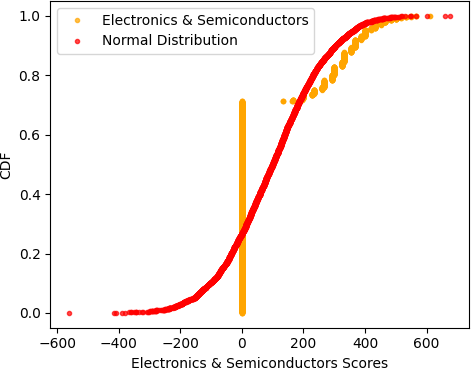 Electronics & Semiconductors
Normal Distribution
1.0
0.8
0.6
0.4
0.2
0.0
CDF
−600 −400 −200 0 200 400 600
Electronics & Semiconductors Scores